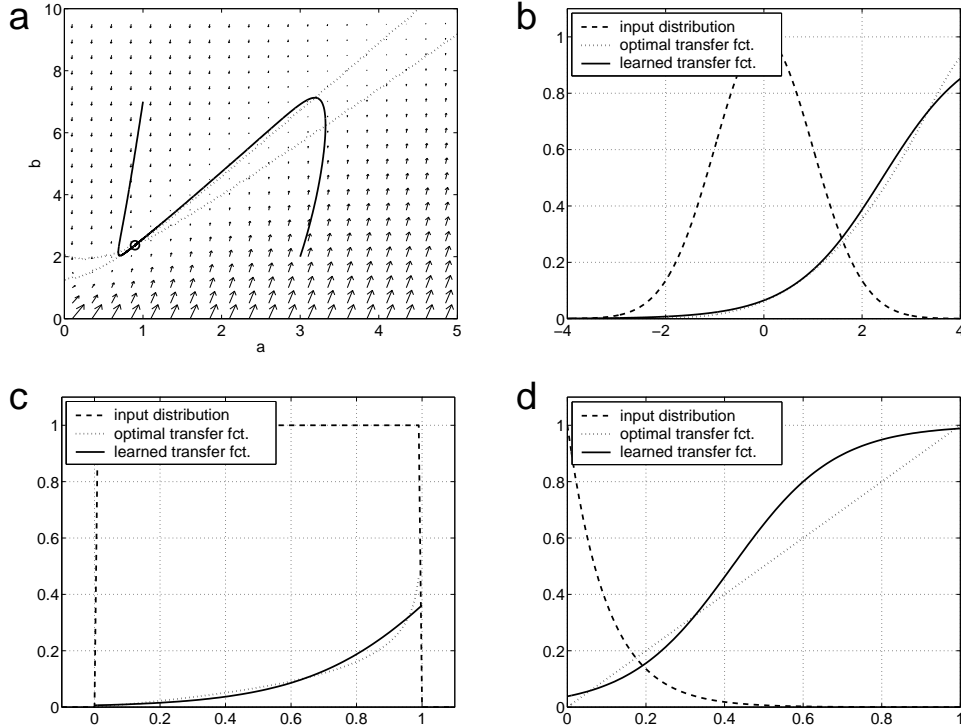 a
10
8
6
4
2
0
b
0 1 2 3 4 5
a
b
input distribution
optimal transfer fct.
learned transfer fct.
1
0.8
0.6
0.4
0.2
0
−4 −2 0 2 4
c
input distribution
optimal transfer fct.
learned transfer fct.
1
0.8
0.6
0.4
0.2
0
0 0.2 0.4 0.6 0.8 1
d
input distribution
optimal transfer fct.
learned transfer fct.
1
0.8
0.6
0.4
0.2
0
0 0.2 0.4 0.6 0.8 1